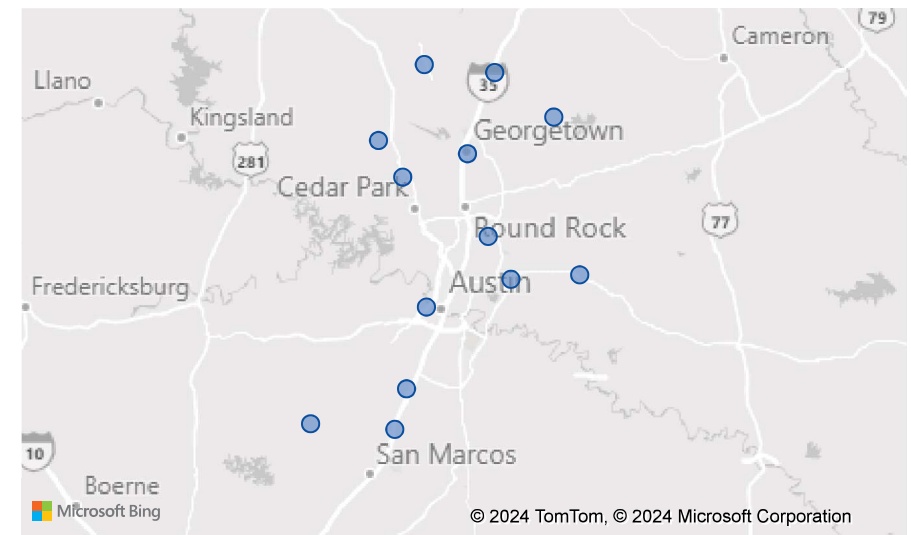 79
Cameron
Llano
35
Kingsland
Georgetown
281
Cedar Park
77
Round Rock
Fredericksburg
Austin
10
San Marcos
Boerne
Microsoft Bing
© 2024 TomTom, © 2024 Microsoft Corporation